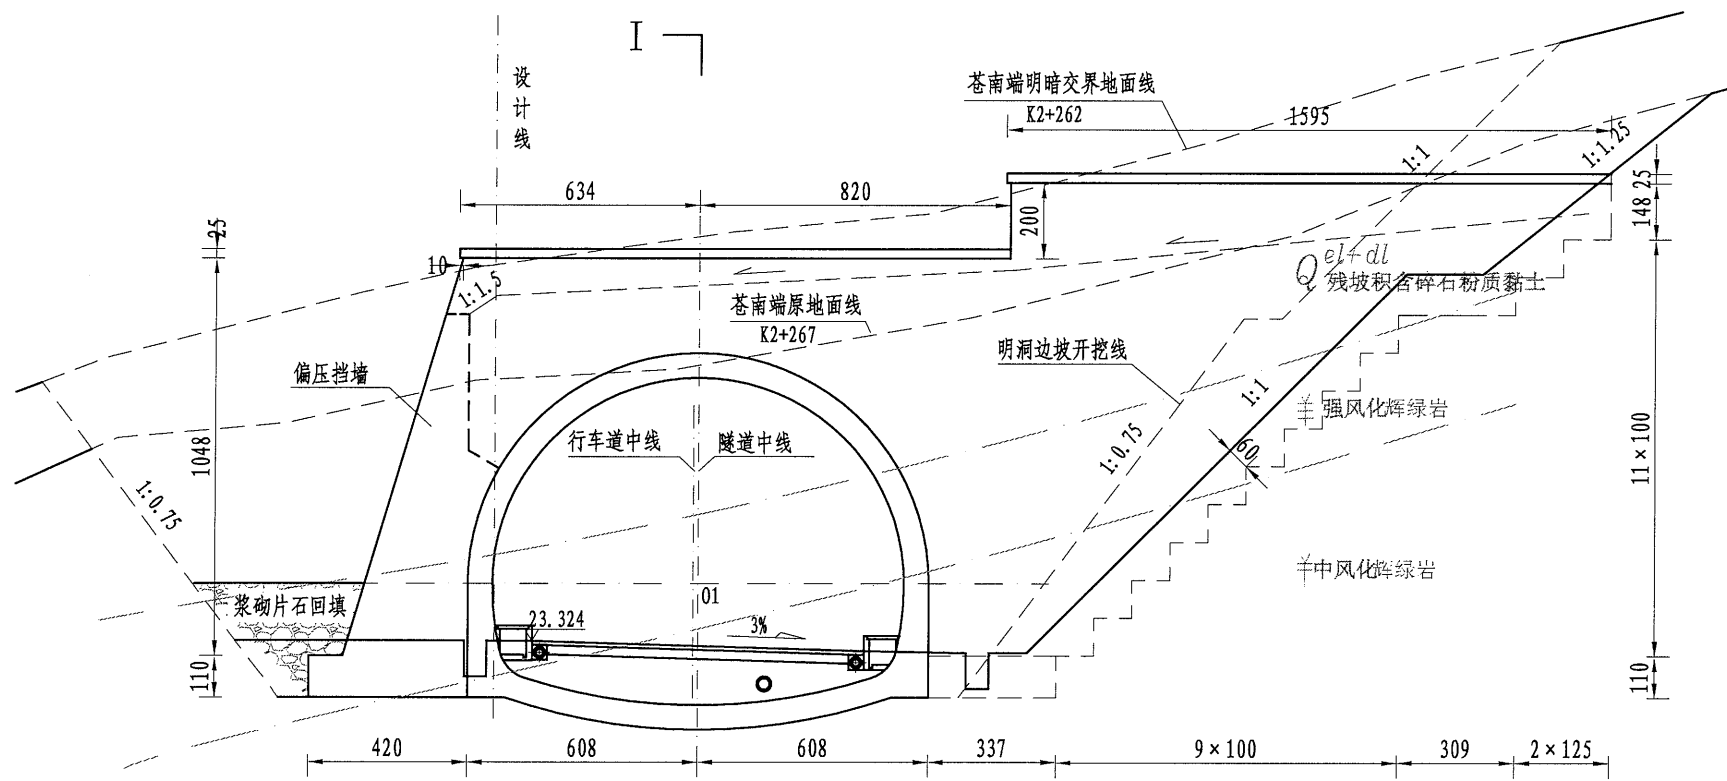 I
设计线
苍南端明暗交界地面线
K2+262
1595
1:1
1:1.25
634
820
25
200
25
148
10
1:1.5
Q el+dl
残坡积含碎石粉质黏土
苍南端原地面线
K2+267
明洞边坡开挖线
偏压挡墙
1:1
强风化辉绿岩
行车道中线
隧道中线
1:0.75
60
1048
11×100
1:0.75
中风化辉绿岩
浆砌片石回填
01
23.324
3%
110
110
420
608
608
337
9×100
309
2×125